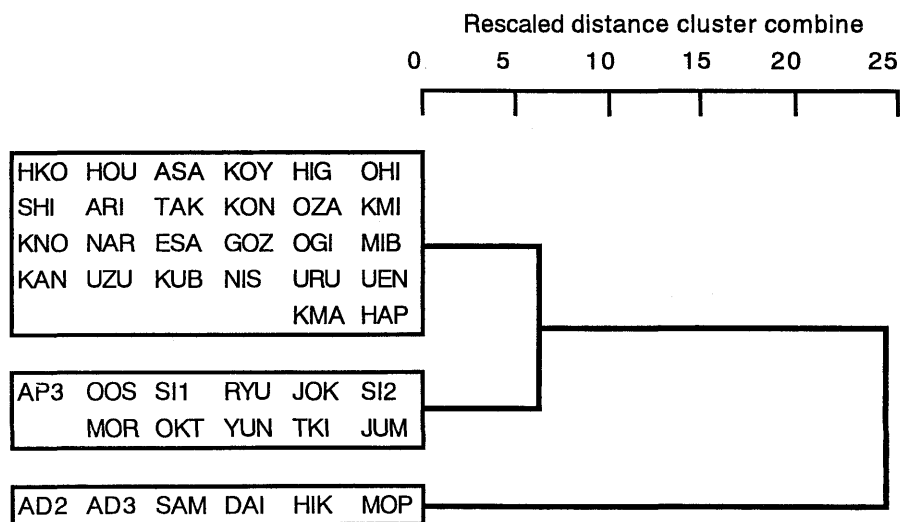 Rescaled distance cluster combine
0 5 10 15 20 25
HKO HOU ASA KOY HIG OHI
SHI ARI TAK KON OZA KMI
KNO NAR ESA GOZ OGI MIB
KAN UZU KUB NIS URU UEN
KMA HAP
AP3 OOS SI1 RYU JOK SI2
MOR OKT YUN TKI JUM
AD2 AD3 SAM DAI HIK MOP